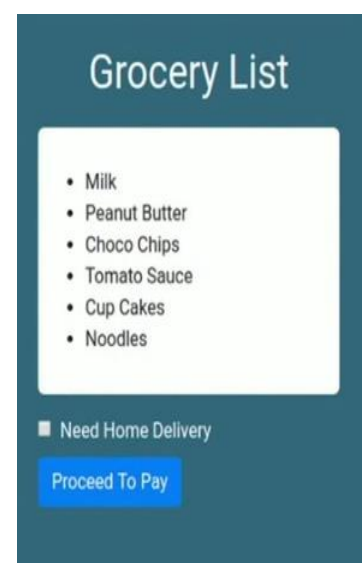 Grocery List
Milk
Peanut Butter
Choco Chips
Tomato Sauce
Cup Cakes
Noodles
Need Home Delivery
Proceed To Pay